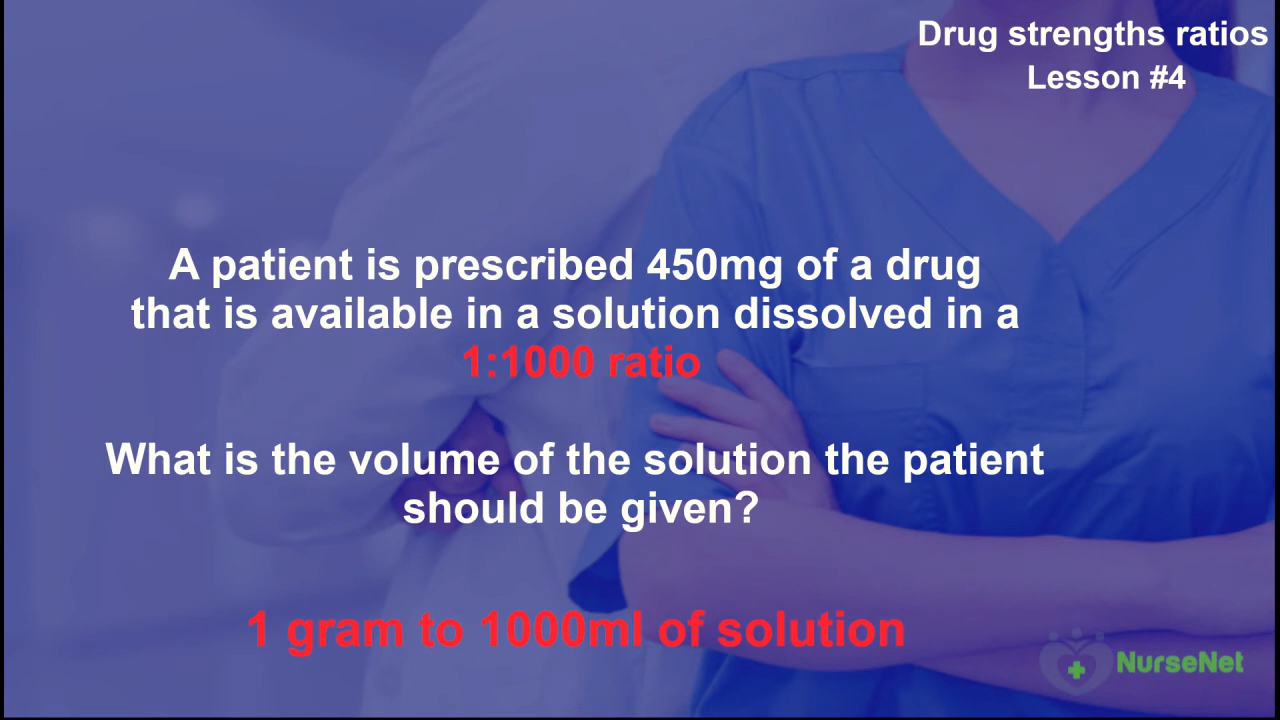 Drug strengths ratios
Lesson #4
A patient is prescribed 450mg of a drug
that is available in a solution dissolved in a
1:1000 ratio
What is the volume of the solution the patient
should be given?
1 gram to 1000ml of solution
NurseNet